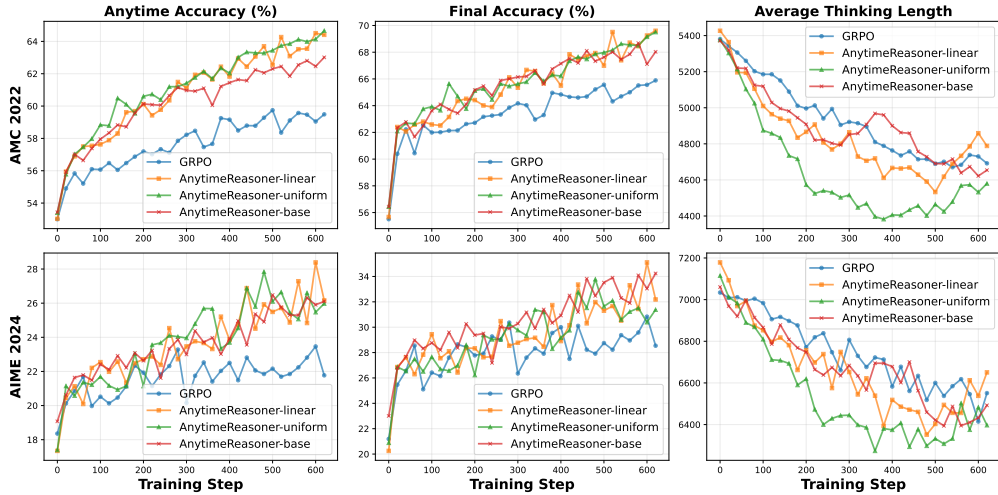 Anytime Accuracy (%)
Final Accuracy (%)
Average Thinking Length
AMC 2022
64
62
60
58
56
54
0 100 200 300 400 500 600
GRPO
AnytimeReasoner-linear
AnytimeReasoner-uniform
AnytimeReasoner-base
70
68
66
64
62
60
58
56
0 100 200 300 400 500 600
GRPO
AnytimeReasoner-linear
AnytimeReasoner-uniform
AnytimeReasoner-base
5400
5200
5000
4800
4600
4400
0 100 200 300 400 500 600
GRPO
AnytimeReasoner-linear
AnytimeReasoner-uniform
AnytimeReasoner-base
AIME 2024
28
26
24
22
20
18
0 100 200 300 400 500 600
GRPO
AnytimeReasoner-linear
AnytimeReasoner-uniform
AnytimeReasoner-base
Training Step
34
32
30
28
26
24
22
20
0 100 200 300 400 500 600
GRPO
AnytimeReasoner-linear
AnytimeReasoner-uniform
AnytimeReasoner-base
Training Step
7200
7000
6800
6600
6400
0 100 200 300 400 500 600
GRPO
AnytimeReasoner-linear
AnytimeReasoner-uniform
AnytimeReasoner-base
Training Step